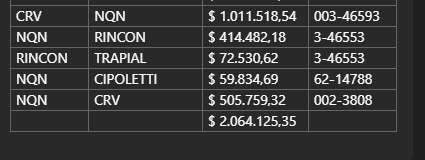 CRV NQN $ 1.011.518,54 003-46593
NQN RINCON $ 414.482,18 3-46553
RINCON TRAPIAL $ 72.530,62 3-46553
NQN CIPOLETTI $ 59.834,69 62-14788
NQN CRV $ 505.759,32 002-3808
$ 2.064.125,35